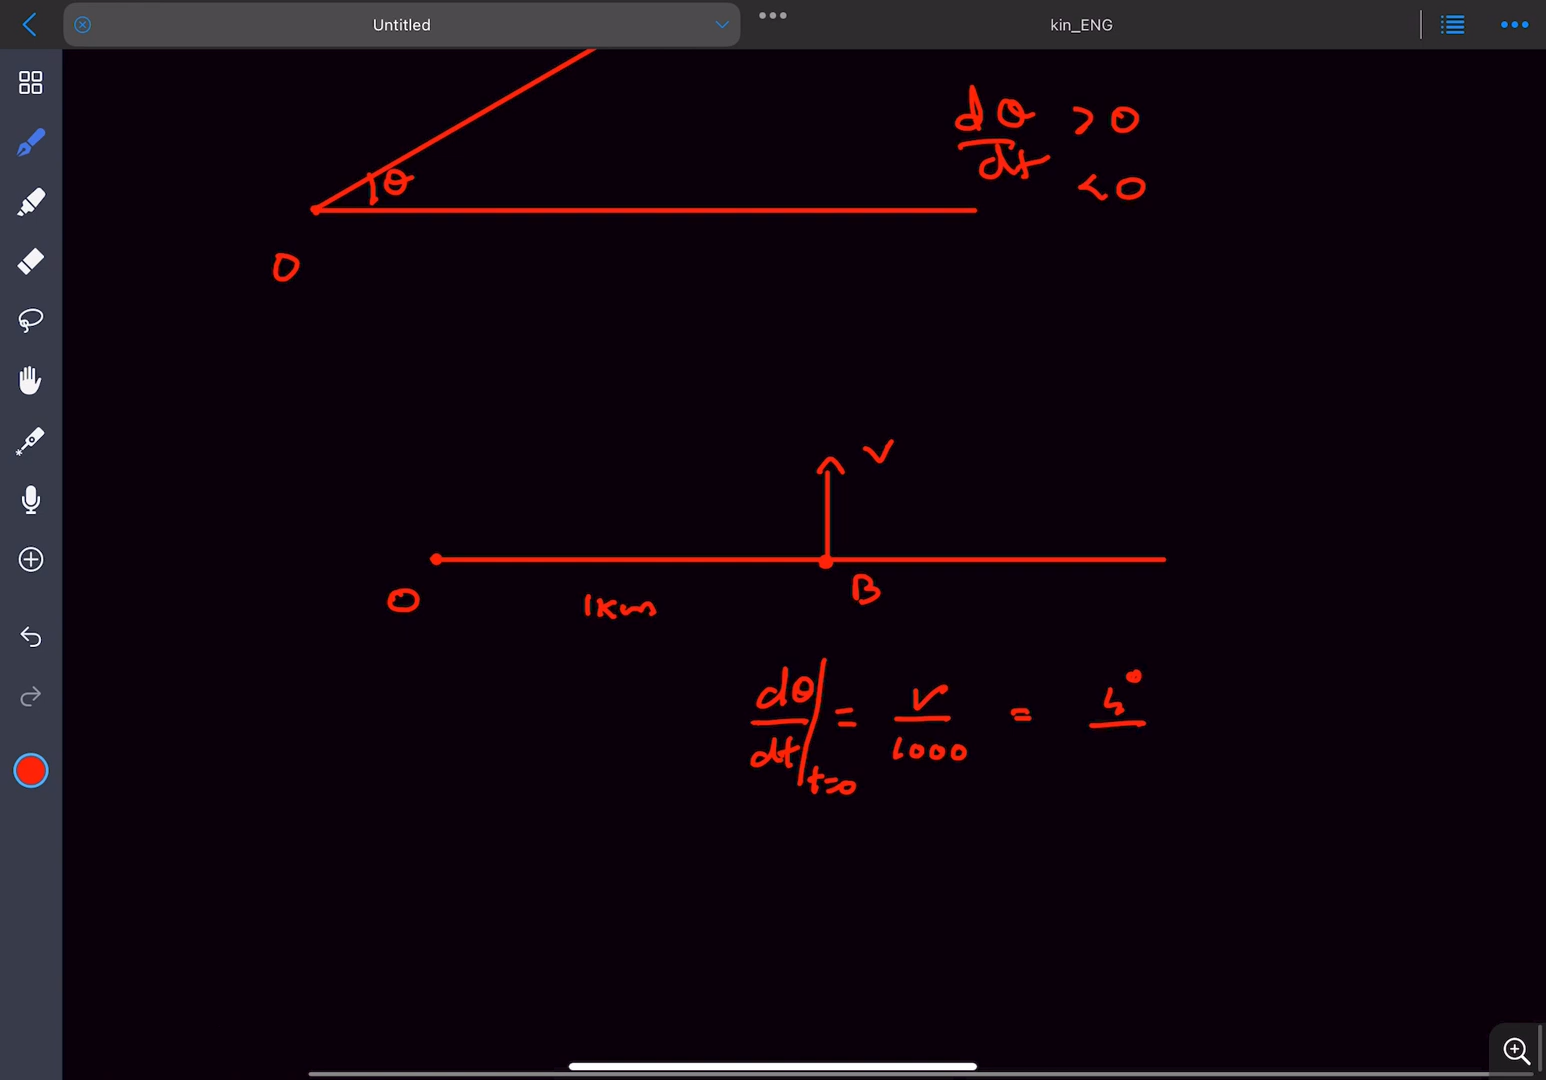 Untitled
kin_ENG
dθ/dt > 0
< 0
θ
O
V
O
1Km
B
dθ/dt|t=0 = v/1000 =